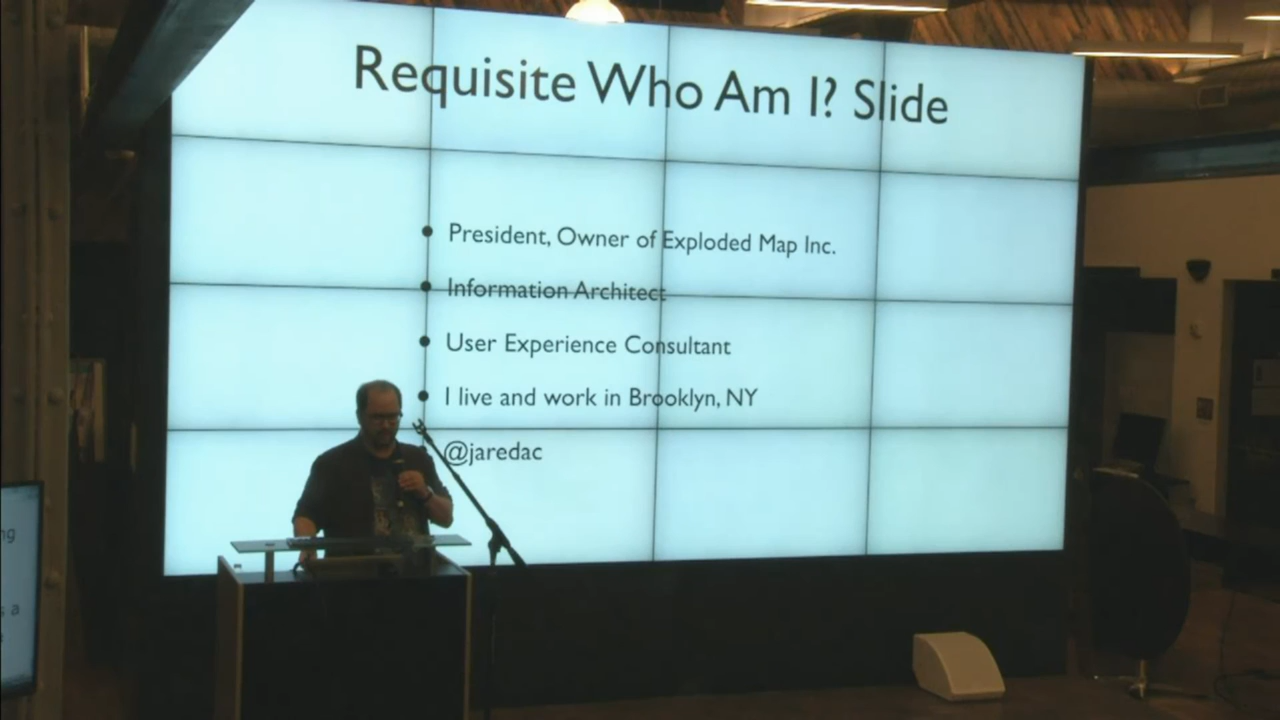 Requisite Who Am I? Slide
President, Owner of Exploded Map Inc.
Information Architect
User Experience Consultant
I live and work in Brooklyn, NY
@jaredac
ng
s a